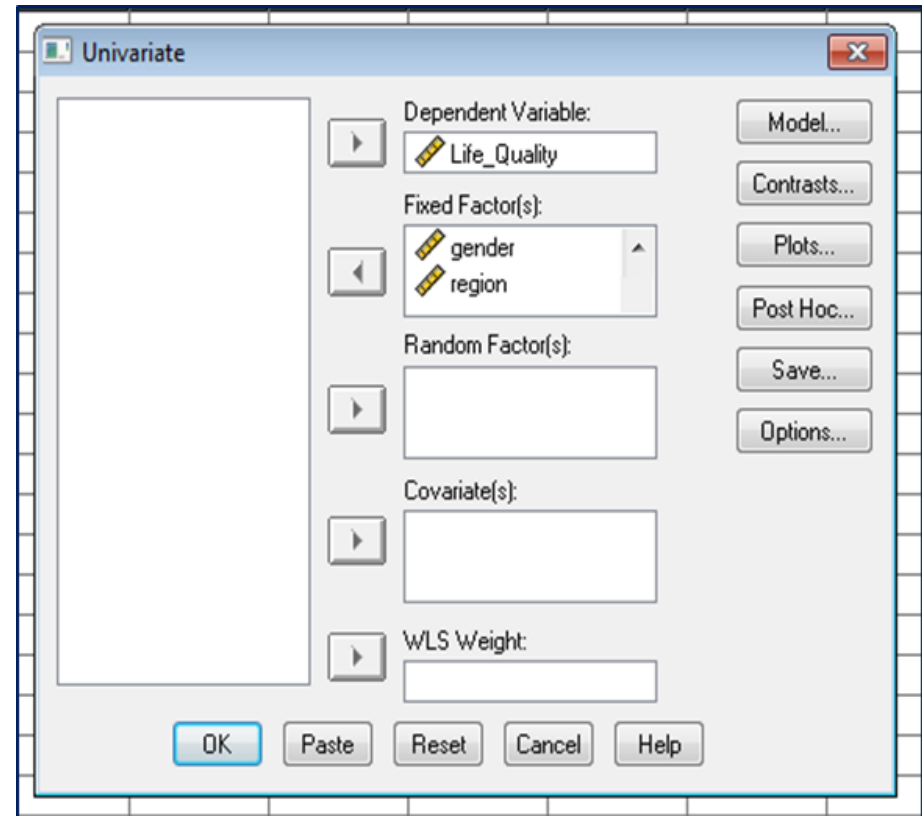 Univariate
Dependent Variable:
Life_Quality
Fixed Factor(s):
gender
region
Random Factor(s):
Covariate(s):
WLS Weight:
Model...
Contrasts...
Plots...
Post Hoc...
Save...
Options...
OK
Paste
Reset
Cancel
Help